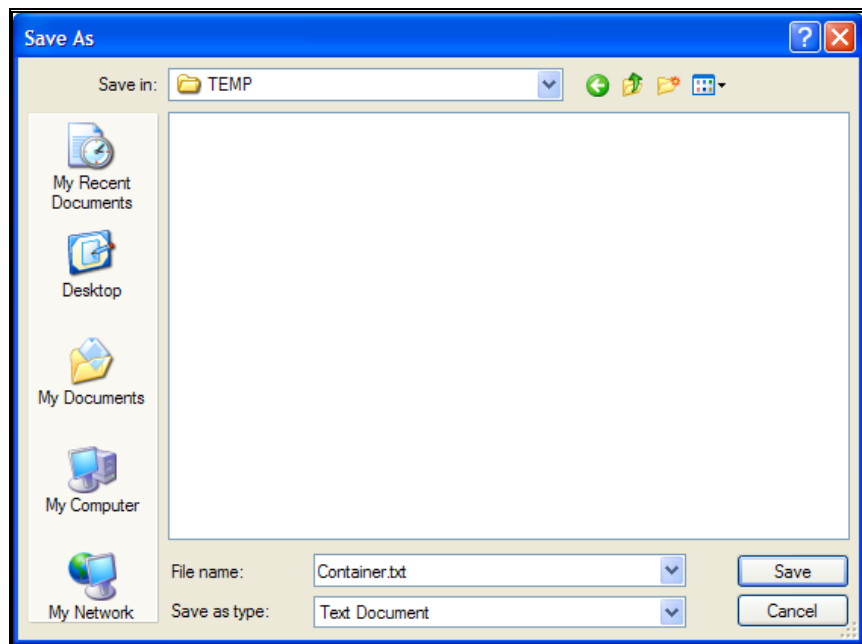 Save As
Save in: TEMP
My Recent
Documents
Desktop
My Documents
My Computer
My Network
File name: Container.txt Save
Save as type: Text Document Cancel